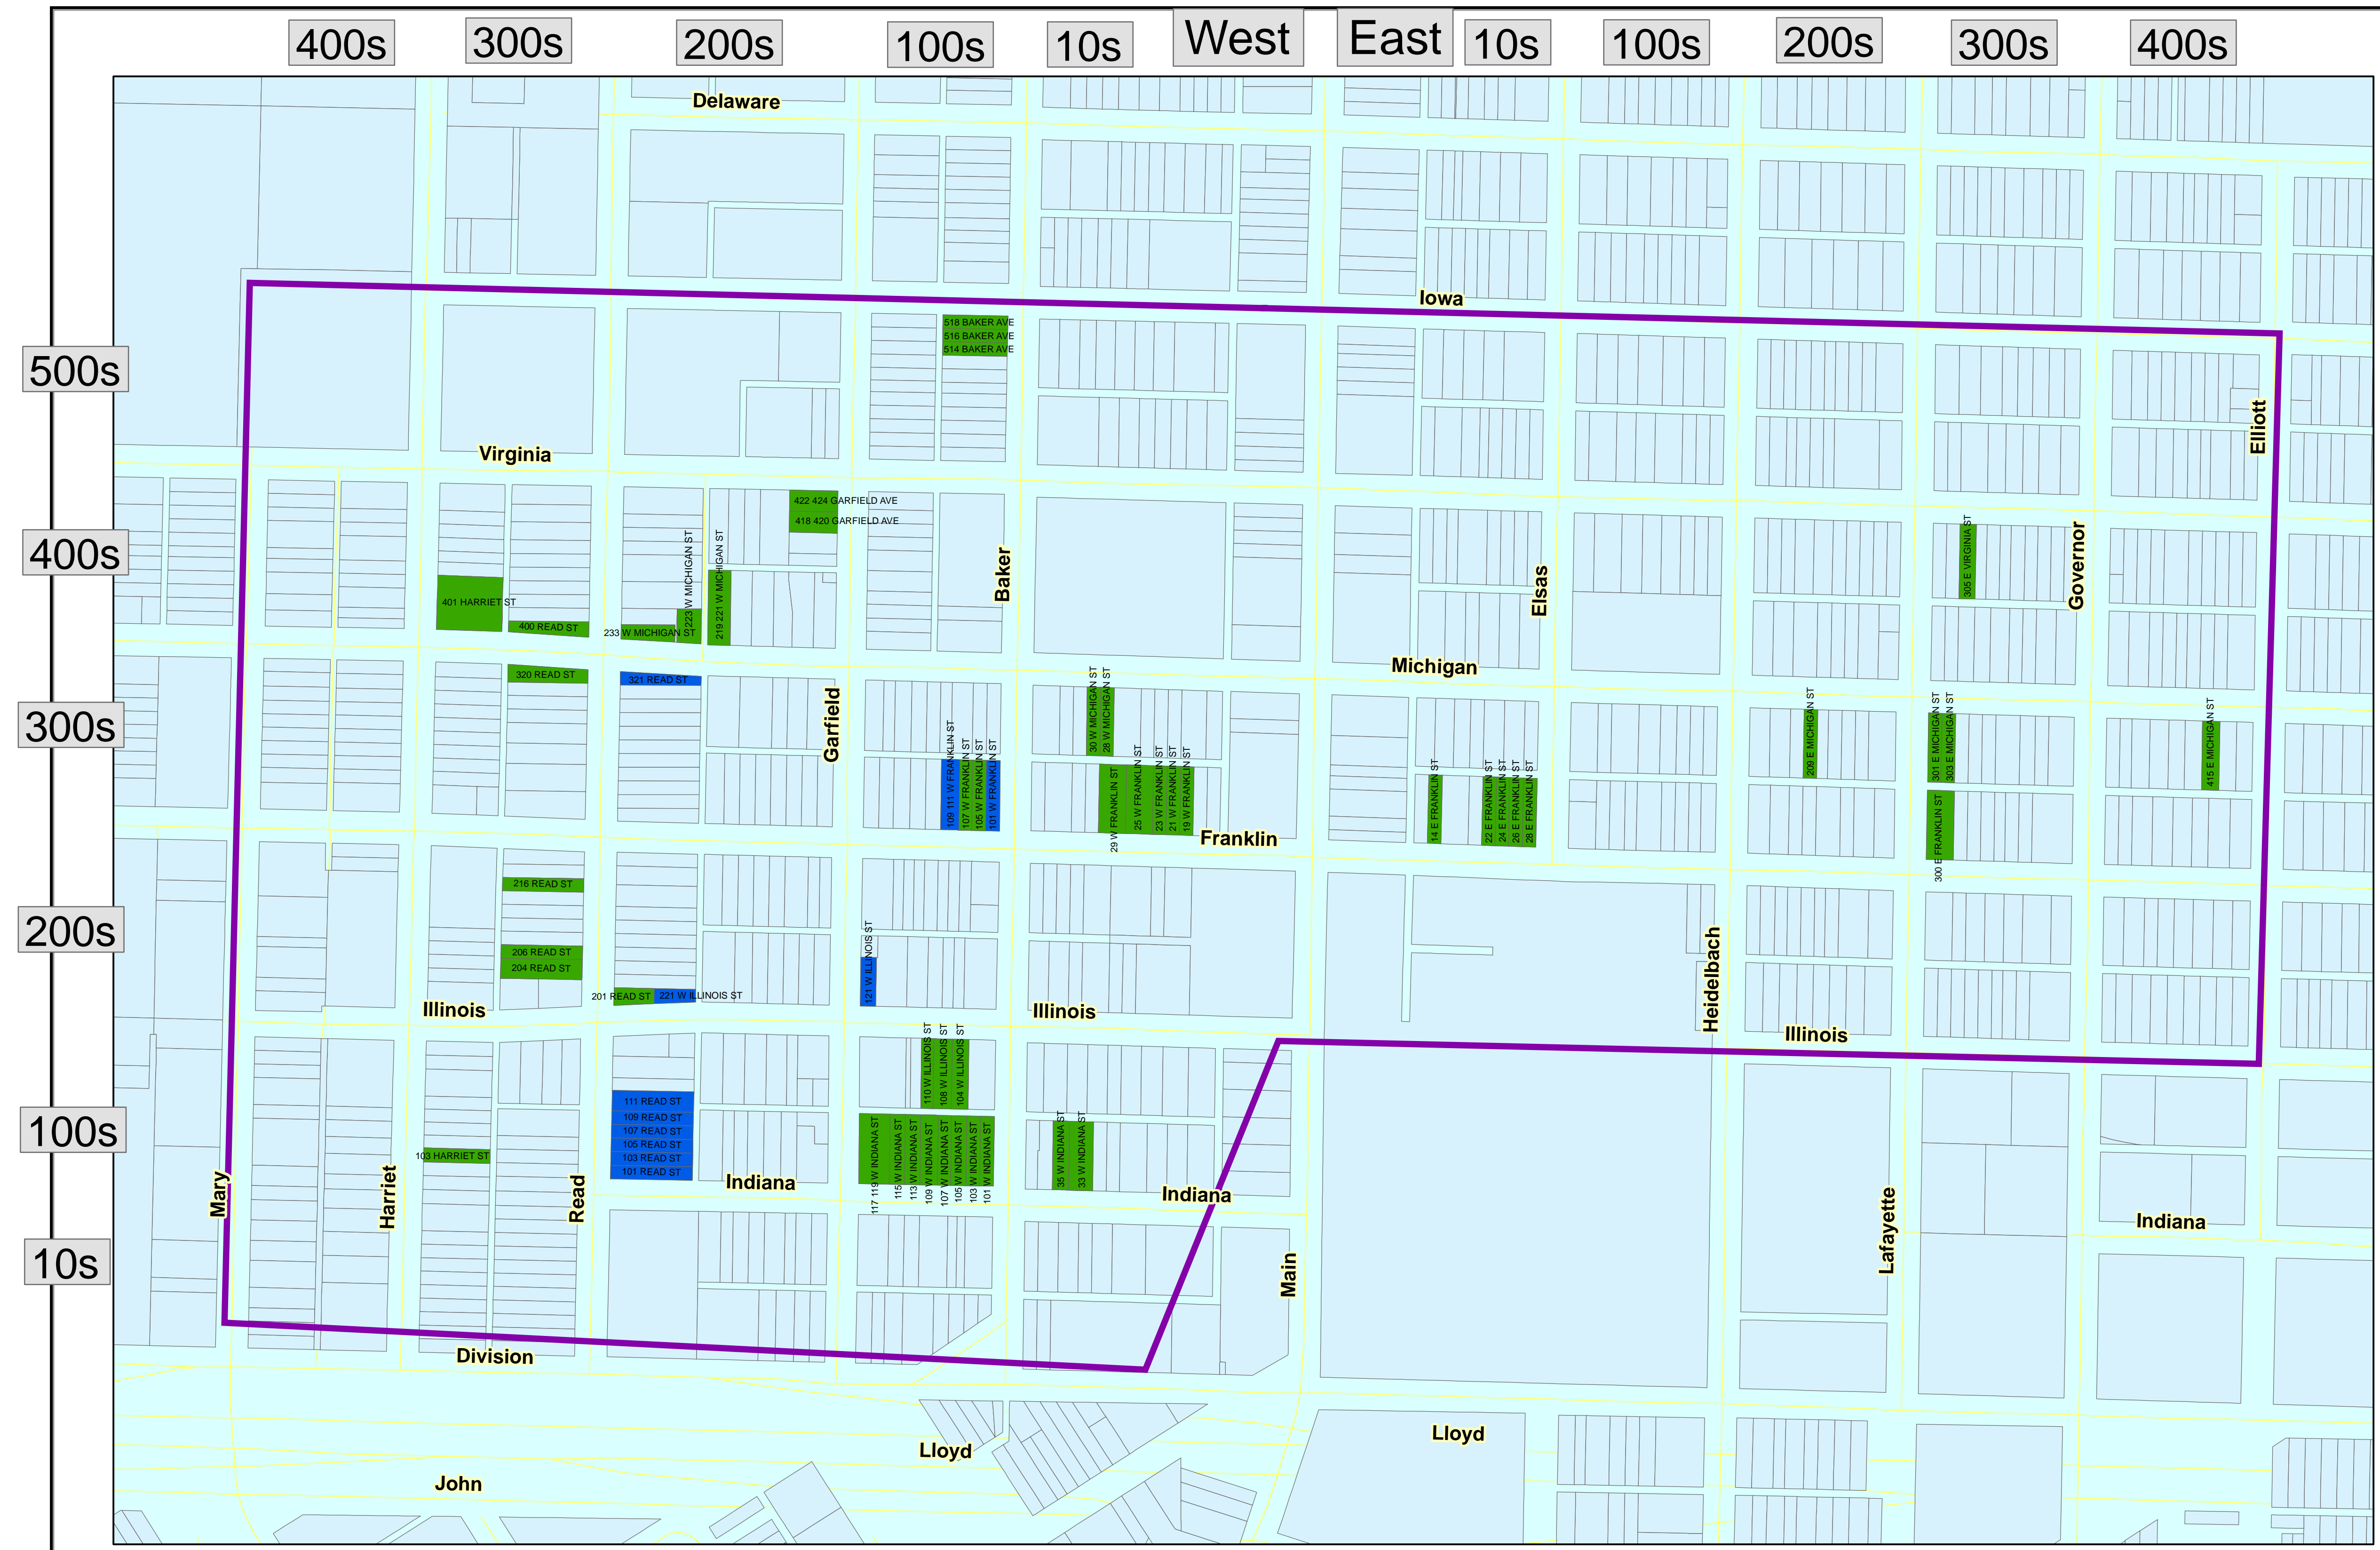 400s
300s
200s
100s
10s
West
East
10s
100s
200s
300s
400s
Delaware
Iowa
500s
518 BAKER AVE
516 BAKER AVE
514 BAKER AVE
Elliott
Virginia
400s
422 424 GARFIELD AVE
418 420 GARFIELD AVE
223 W MICHIGAN ST
219 2221 W MICHIGAN ST
401 HARRIET ST
400 READ ST
233 W MICHIGAN ST
Baker
Elsas
305 E VIRGINIA ST
Governor
Michigan
300s
320 READ ST
321 READ ST
Garfield
109 111 W FRANKLIN ST
107 W FRANKLIN ST
105 W FRANKLIN ST
101 W FRANKLIN ST
30 W MICHIGAN ST
28 W MICHIGAN ST
29 W FRANKLIN ST
25 W FRANKLIN ST
23 W FRANKLIN ST
21 W FRANKLIN ST
19 W FRANKLIN ST
14 E FRANKLIN ST
22 E FRANKLIN ST
24 E FRANKLIN ST
26 E FRANKLIN ST
28 E FRANKLIN ST
209 E MICHIGAN ST
301 E MICHIGAN ST
303 E MICHIGAN ST
415 E MICHIGAN ST
300 E FRANKLIN ST
Franklin
200s
216 READ ST
206 READ ST
204 READ ST
201 READ ST
221 W ILLINOIS ST
121 W ILLINOIS ST
Heidelbach
Illinois
Illinois
Illinois
100s
110 W ILLINOIS ST
108 W ILLINOIS ST
104 W ILLINOIS ST
111 READ ST
109 READ ST
107 READ ST
105 READ ST
103 READ ST
101 READ ST
103 HARRIET ST
117 119 W INDIANA ST
115 W INDIANA ST
113 W INDIANA ST
109 W INDIANA ST
107 W INDIANA ST
105 W INDIANA ST
103 W INDIANA ST
101 W INDIANA ST
35 W INDIANA ST
33 W INDIANA ST
Mary
Harriet
Read
Indiana
Indiana
Indiana
Lafayette
Main
10s
Division
Lloyd
Lloyd
John